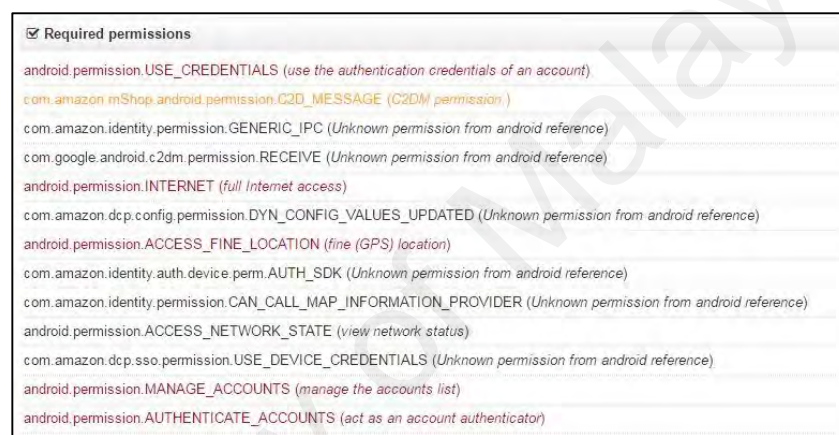 Required permissions
android.permission.USE_CREDENTIALS (use the authentication credentials of an account)
com.amazon.mShop.android.permission.C2D_MESSAGE (C2DM permission.)
com.amazon.identity.permission.GENERIC_IPC (Unknown permission from android reference)
com.google.android.c2dm.permission.RECEIVE (Unknown permission from android reference)
android.permission.INTERNET (full Internet access)
com.amazon.dcp.config.permission.DYN_CONFIG_VALUES_UPDATED (Unknown permission from android reference)
android.permission.ACCESS_FINE_LOCATION (fine (GPS) location)
com.amazon.identity.auth.device.perm.AUTH_SDK (Unknown permission from android reference)
com.amazon.identity.permission.CAN_CALL_MAP_INFORMATION_PROVIDER (Unknown permission from android reference)
android.permission.ACCESS_NETWORK_STATE (view network status)
com.amazon.dcp.sso.permission.USE_DEVICE_CREDENTIALS (Unknown permission from android reference)
android.permission.MANAGE_ACCOUNTS (manage the accounts list)
android.permission.AUTHENTICATE_ACCOUNTS (act as an account authenticator)
of Malay